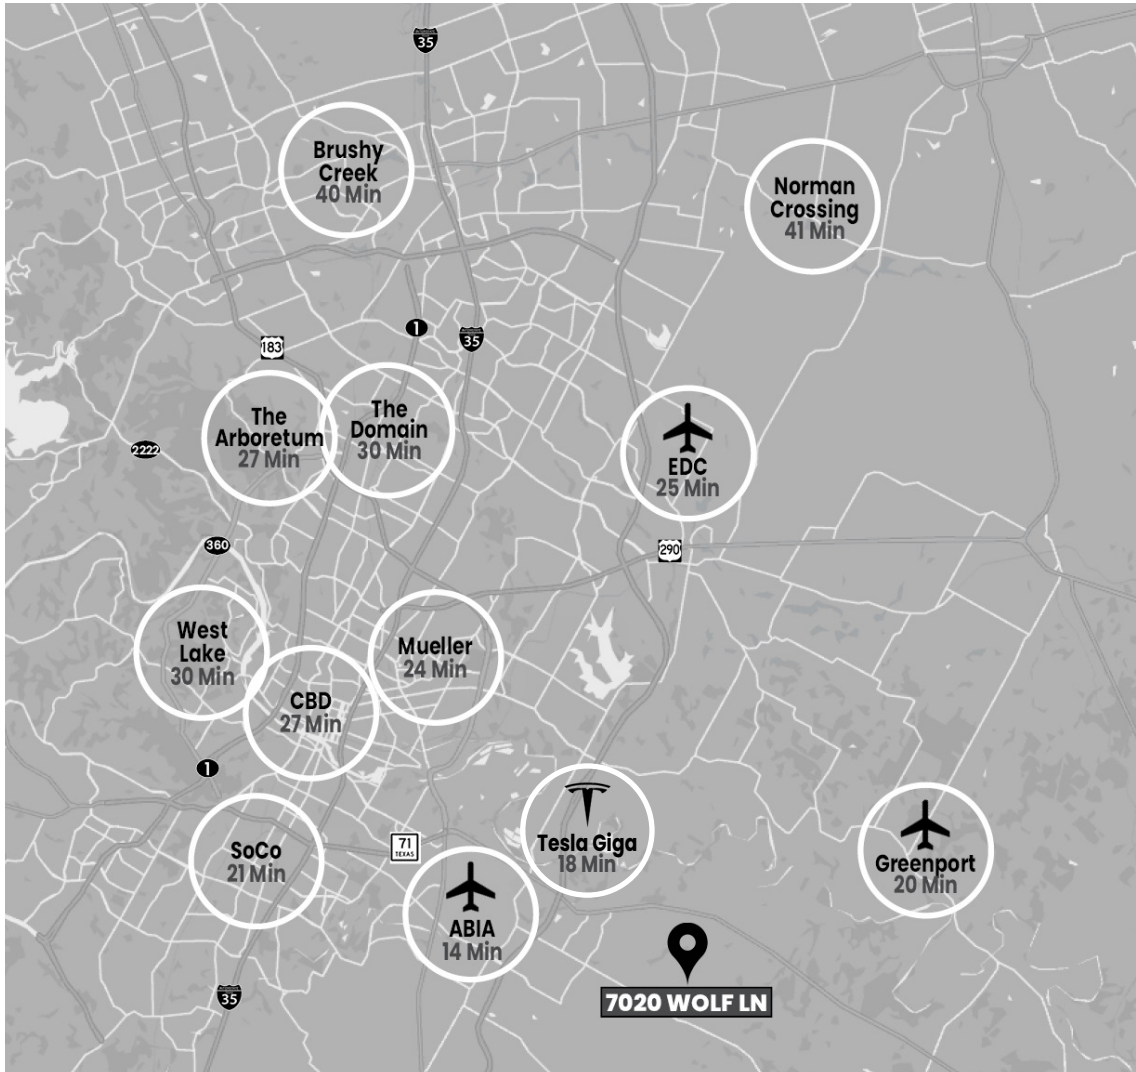 35
Brushy
Creek
40 Min
Norman
Crossing
41 Min
1
35
183
The
Arboretum
27 Min
The
Domain
30 Min
2222
EDC
25 Min
360
290
West
Lake
30 Min
Mueller
24 Min
CBD
27 Min
1
Tesla Giga
18 Min
SoCo
21 Min
71
TEXAS
Greenport
20 Min
ABIA
14 Min
35
7020 WOLF LN